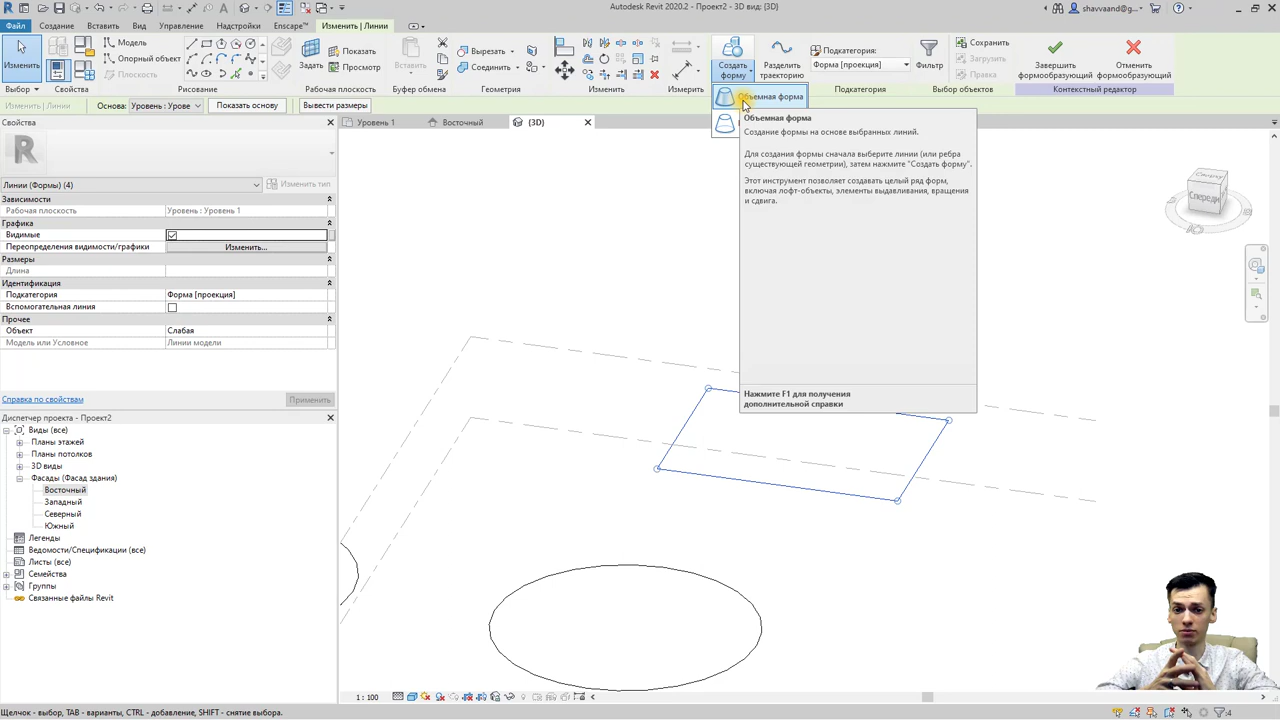 Autodesk Revit 2020.2 - Проект2 - 3D вид: {3D}
shavvaand@g...
Файл
Создание
Вставить
Вид
Управление
Надстройки
Enscape™
Изменить | Линии
Изменить
Модель
Опорный объект
Плоскость
Задать
Показать
Просмотр
Вставить
Вырезать
Соединить
Создать форму
Разделить траекторию
Подкатегория:
Форма [проекция]
Фильтр
Сохранить
Загрузить
Правка
Завершить формообразующий
Отменить формообразующий
Выбор
Свойства
Рисование
Рабочая плоскость
Буфер обмена
Геометрия
Изменить
Измерить
Подкатегория
Выбор объектов
Контекстный редактор
Изменить | Линии
Основа:
Уровень : Урове
Показать основу
Вывести размеры
Объемная форма
Объемная форма
Создание формы на основе выбранных линий.
Для создания формы сначала выберите линии (или ребра
существующей геометрии), затем нажмите "Создать форму".
Этот инструмент позволяет создавать целый ряд форм,
включая лофт-объекты, элементы выдавливания, вращения
и сдвига.
Нажмите F1 для получения
дополнительной справки
Свойства
Уровень 1
Восточный
{3D}
R
Линии (Формы) (4)
Изменить тип
Зависимости
Рабочая плоскость
Уровень : Уровень 1
Графика
Видимые
Переопределения видимости/графики
Изменить...
Размеры
Длина
Идентификация
Подкатегория
Форма [проекция]
Вспомогательная линия
Прочее
Объект
Слабая
Модель или Условное
Линии модели
Справка по свойствам
Применить
Диспетчер проекта - Проект2
Виды (все)
Планы этажей
Планы потолков
3D виды
Фасады (Фасад здания)
Восточный
Западный
Северный
Южный
Легенды
Ведомости/Спецификации (все)
Листы (все)
Семейства
Группы
Связанные файлы Revit
Спереди
1 : 100
Щелчок - выбор, TAB - варианты, CTRL - добавление, SHIFT - снятие выбора.
:4